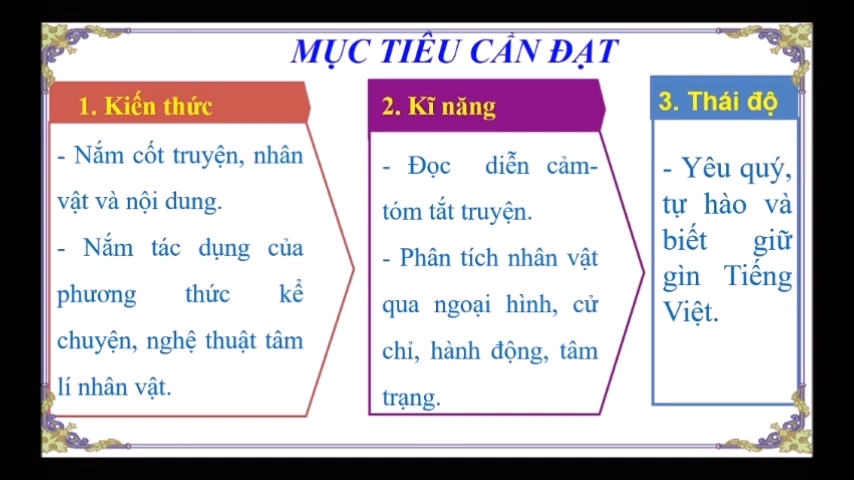 MỤC TIÊU CẦN ĐẠT
1. Kiến thức
- Nắm cốt truyện, nhân
vật và nội dung.
- Nắm tác dụng của
phương thức kể
chuyện, nghệ thuật tâm
lí nhân vật.
2. Kĩ năng
- Đọc diễn cảm-
tóm tắt truyện.
- Phân tích nhân vật
qua ngoại hình, cử
chỉ, hành động, tâm
trạng.
3. Thái độ
- Yêu quý,
tự hào và
biết giữ
gìn Tiếng
Việt.